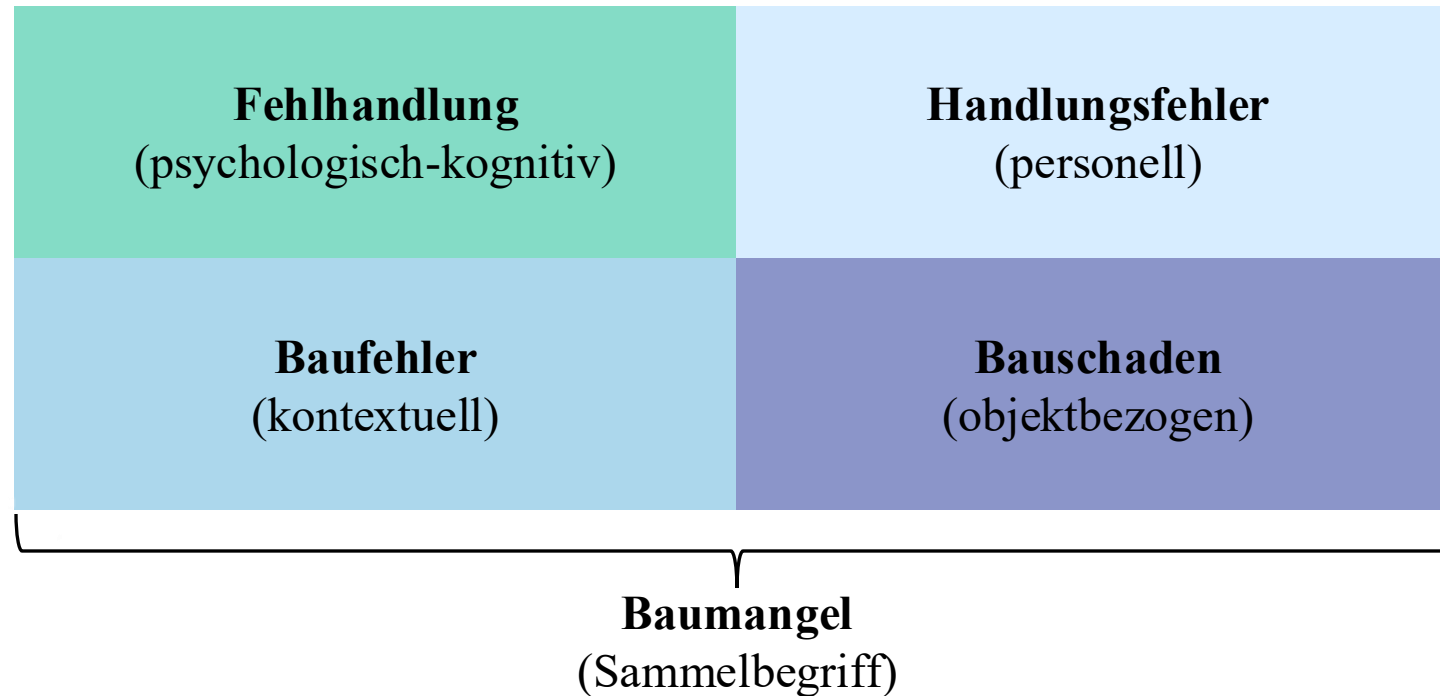 Fehlhandlung
(psychologisch-kognitiv)
Handlungsfehler
(personell)
Baufehler
(kontextuell)
Bauschaden
(objektbezogen)
Baumangel
(Sammelbegriff)